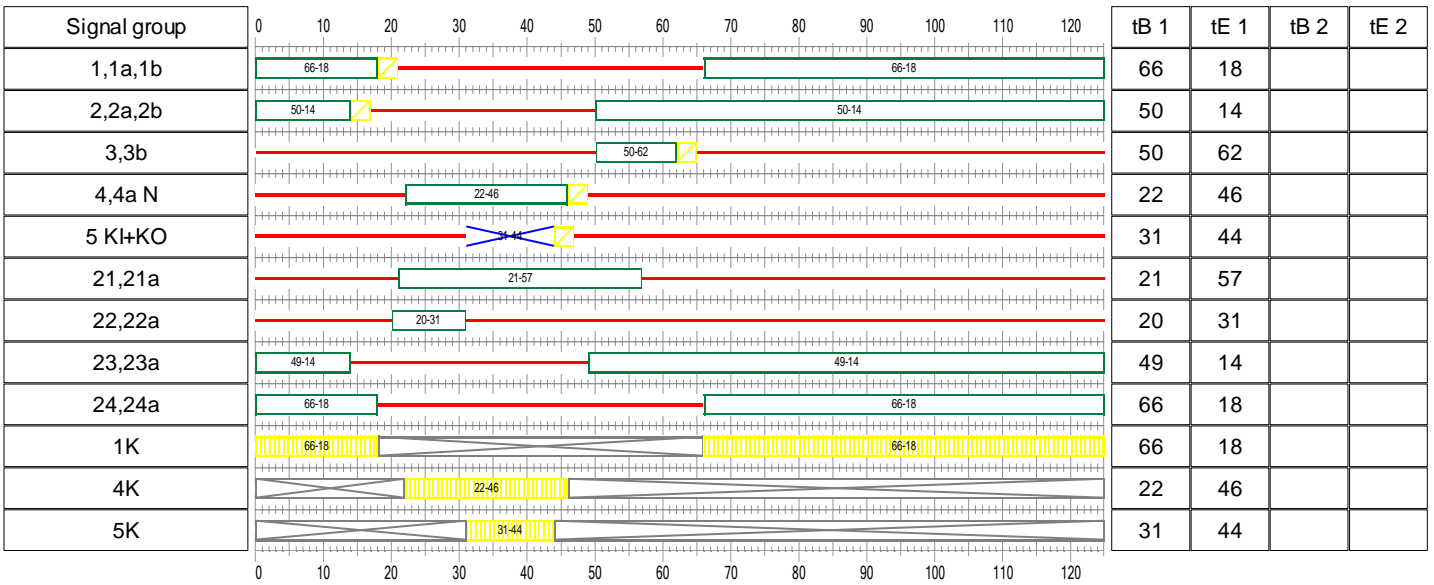 Signal group 0 10 20 30 40 50 60 70 80 90 100 110 120 tB 1 tE 1 tB 2 tE 2
1,1a,1b 66-18 66-18 66 18
2,2a,2b 50-14 50-14 50 14
3,3b 50-62 50 62
4,4a N 22-46 22 46
5 KI+KO 31-44 31 44
21,21a 21-57 21 57
22,22a 20-31 20 31
23,23a 49-14 49-14 49 14
24,24a 66-18 66-18 66 18
1K 66-18 66-18 66 18
4K 22-46 22 46
5K 31-44 31 44
0 10 20 30 40 50 60 70 80 90 100 110 120